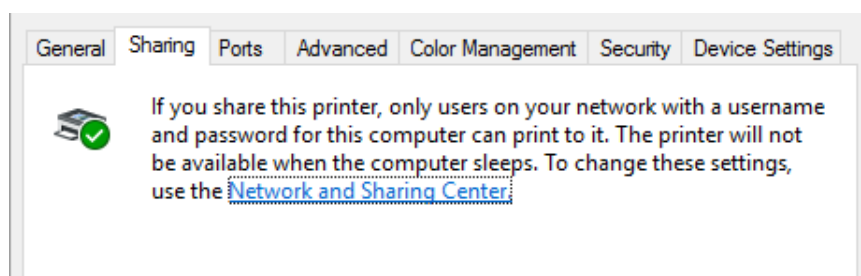 General Sharing Ports Advanced Color Management Security Device Settings
If you share this printer, only users on your network with a username
and password for this computer can print to it. The printer will not
be available when the computer sleeps. To change these settings,
use the Network and Sharing Center.